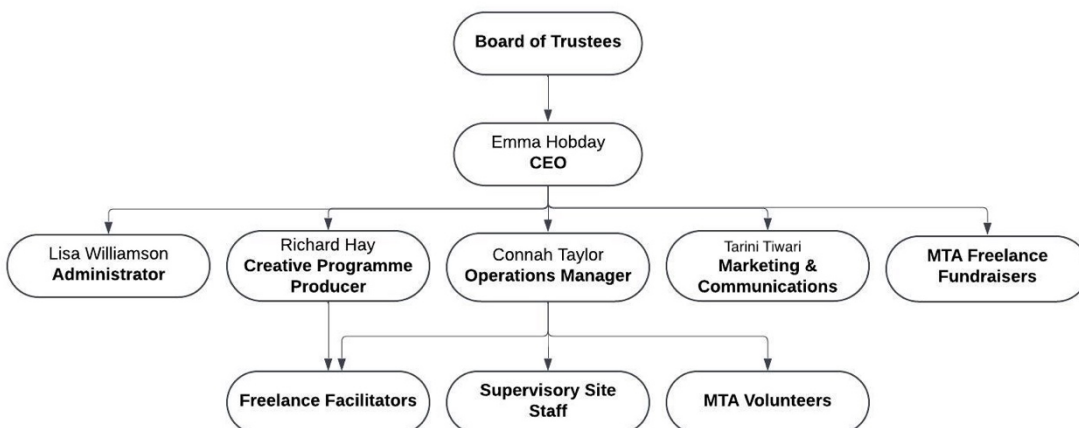 Board of Trustees
Emma Hobday
CEO
Lisa Williamson
Administrator
Richard Hay
Creative Programme
Producer
Connah Taylor
Operations Manager
Tarini Tiwari
Marketing &
Communications
MTA Freelance
Fundraisers
Freelance Facilitators
Supervisory Site
Staff
MTA Volunteers